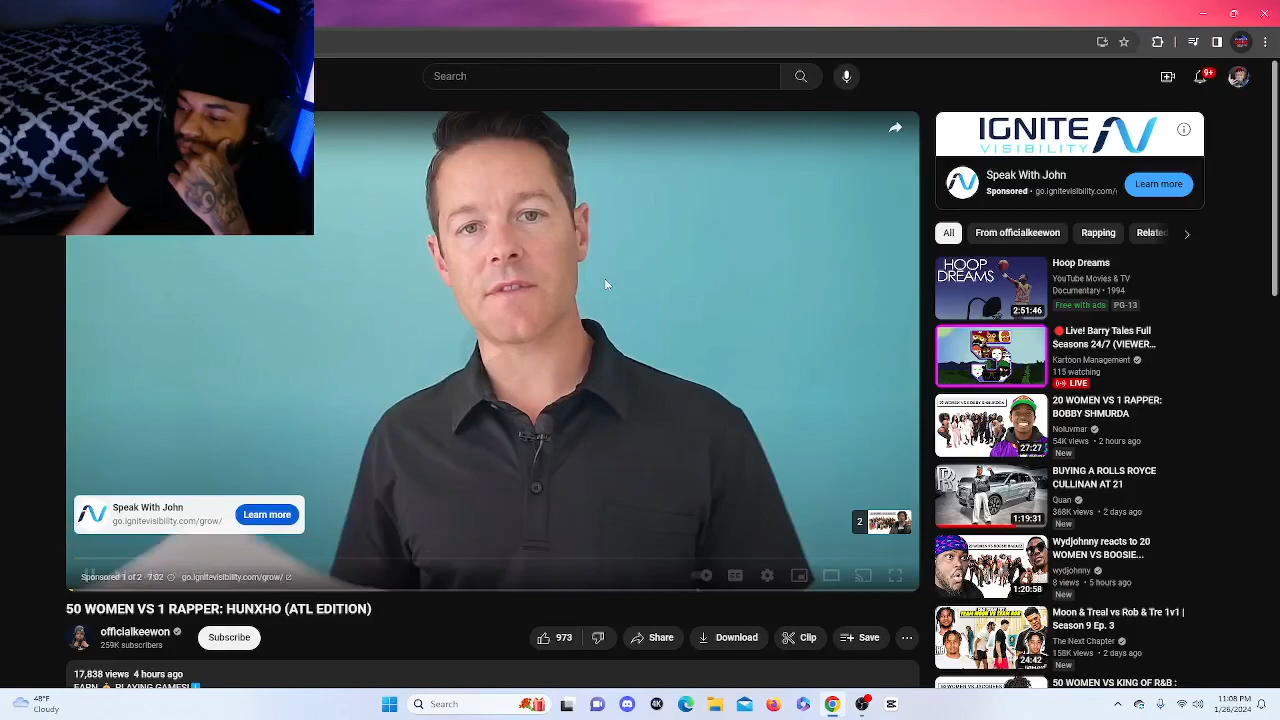 Search
9+
IGNITE
VISIBILITY
Speak With John
Sponsored · go.ignitevisibility.com/
Learn more
All
From officialkeewon
Rapping
Related
HOOP
DREAMS
2:51:46
Hoop Dreams
YouTube Movies & TV
Documentary • 1994
Free with ads
PG-13
Live! Barry Tales Full
Seasons 24/7 (VIEWER...
Kartoon Management
115 watching
LIVE
27:27
20 WOMEN VS 1 RAPPER:
BOBBY SHMURDA
Noluvmar
54K views • 2 hours ago
New
1:19:31
BUYING A ROLLS ROYCE
CULLINAN AT 21
Quan
368K views • 2 days ago
New
1:20:58
Wydjohnny reacts to 20
WOMEN VS BOOSIE...
wydjohnny
8 views • 5 hours ago
New
24:42
Moon & Treal vs Rob & Tre 1v1 |
Season 9 Ep. 3
The Next Chapter
158K views • 2 days ago
New
50 WOMEN VS KING OF R&B :
Speak With John
go.ignitevisibility.com/grow/
Learn more
2
Sponsored 1 of 2 · 7:02
go.ignitevisibility.com/grow/
50 WOMEN VS 1 RAPPER: HUNXHO (ATL EDITION)
officialkeewon
259K subscribers
Subscribe
973
Share
Download
Clip
Save
17,838 views 4 hours ago
48°F
Cloudy
Search
4K
11:08 PM
1/26/2024